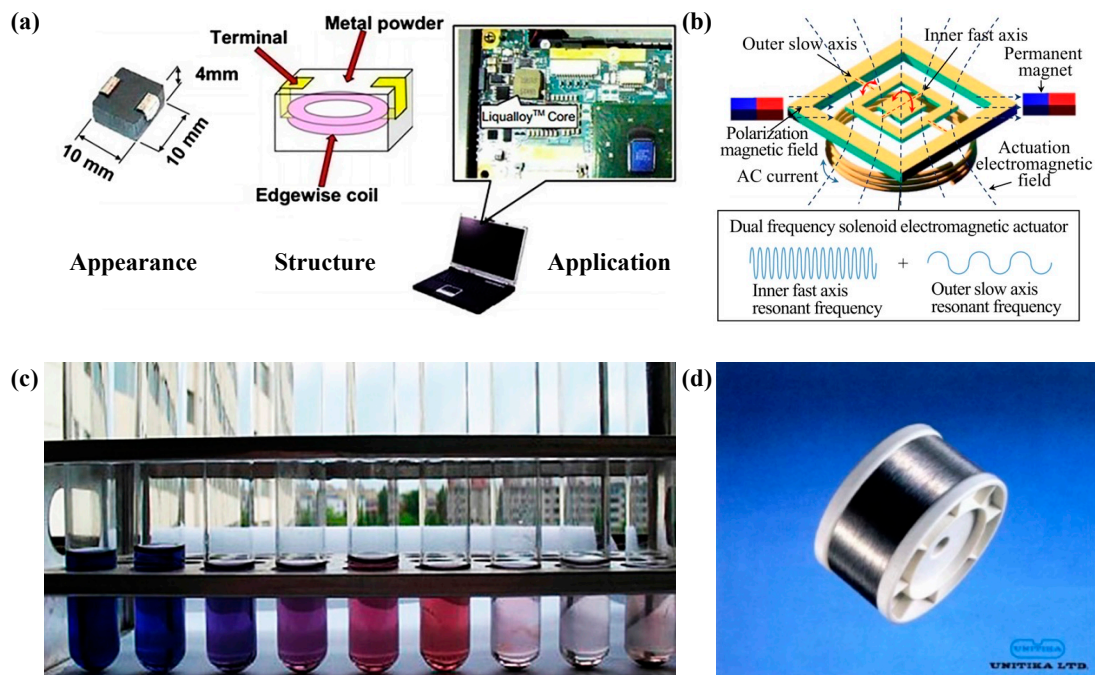 (a)
Terminal
Metal powder
4mm
10 mm
10 mm
Edgewise coil
Liqualloy™ Core
Appearance
Structure
Application
(b)
Outer slow axis
Inner fast axis
Permanent
magnet
Polarization
magnetic field
AC current
Actuation
electromagnetic
field
Dual frequency solenoid electromagnetic actuator
+
Inner fast axis
resonant frequency
Outer slow axis
resonant frequency
(c)
(d)
UNITIKA
UNITIKA LTD.